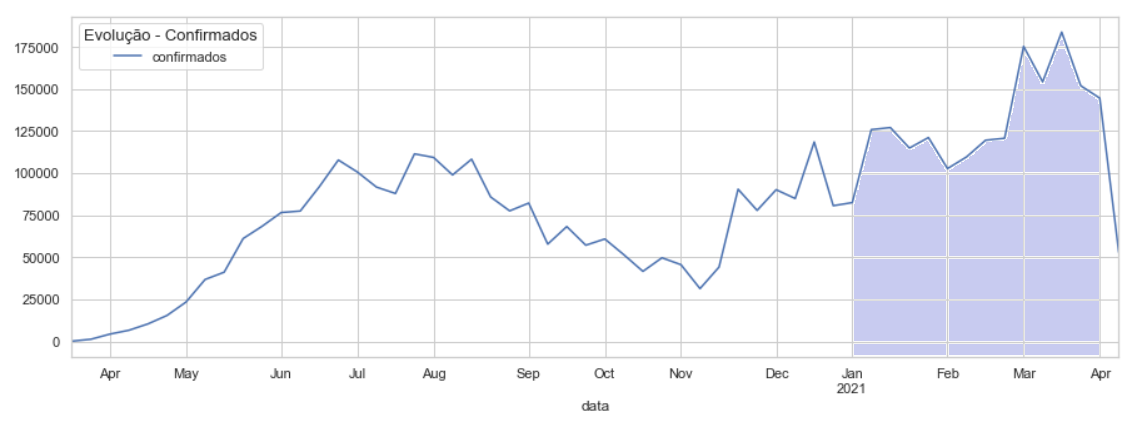 Evolução - Confirmados
confirmados
175000
150000
125000
100000
75000
50000
25000
0
Apr May Jun Jul Aug Sep Oct Nov Dec Jan Feb Mar Apr
2021
data